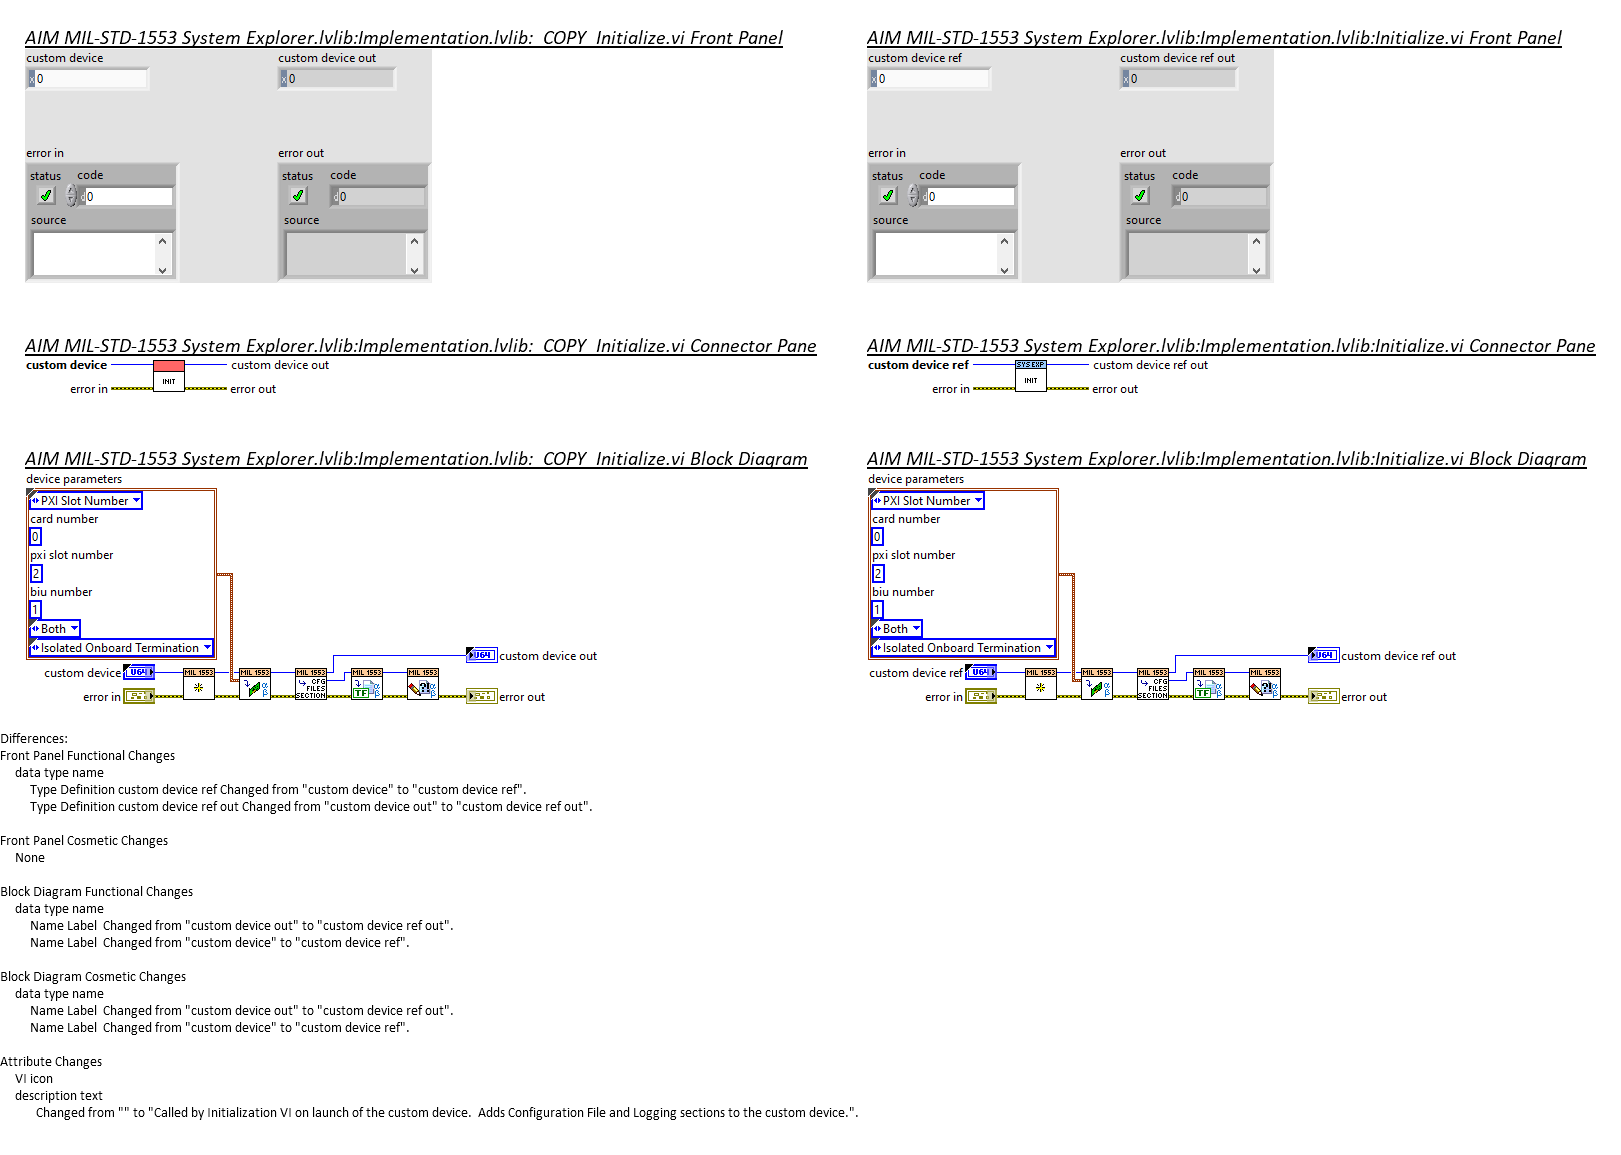 AIM MIL-STD-1553 System Explorer.lvlib:Implementation.lvlib:  COPY  Initialize.vi Front Panel
custom device
custom device out
x 0
x 0
error in
error out
status code
status code
d 0
d 0
source
source
AIM MIL-STD-1553 System Explorer.lvlib:Implementation.lvlib:Initialize.vi Front Panel
custom device ref
custom device ref out
x 0
x 0
error in
error out
status code
status code
d 0
d 0
source
source
AIM MIL-STD-1553 System Explorer.lvlib:Implementation.lvlib:  COPY  Initialize.vi Connector Pane
custom device
custom device out
INIT
error in
error out
AIM MIL-STD-1553 System Explorer.lvlib:Implementation.lvlib:Initialize.vi Connector Pane
custom device ref
SYS EXP
custom device ref out
INIT
error in
error out
AIM MIL-STD-1553 System Explorer.lvlib:Implementation.lvlib:  COPY  Initialize.vi Block Diagram
device parameters
PXI Slot Number
card number
0
pxi slot number
2
biu number
1
Both
Isolated Onboard Termination
U64 custom device out
custom device U64 MIL 1553 MIL 1553 MIL 1553 MIL 1553 MIL 1553
CFG
FILES
SECTION
TF
error in
error out
AIM MIL-STD-1553 System Explorer.lvlib:Implementation.lvlib:Initialize.vi Block Diagram
device parameters
PXI Slot Number
card number
0
pxi slot number
2
biu number
1
Both
Isolated Onboard Termination
U64 custom device ref out
custom device ref U64 MIL 1553 MIL 1553 MIL 1553 MIL 1553 MIL 1553
CFG
FILES
SECTION
TF
error in
error out
Differences:
Front Panel Functional Changes
data type name
Type Definition custom device ref Changed from "custom device" to "custom device ref".
Type Definition custom device ref out Changed from "custom device out" to "custom device ref out".
Front Panel Cosmetic Changes
None
Block Diagram Functional Changes
data type name
Name Label  Changed from "custom device out" to "custom device ref out".
Name Label  Changed from "custom device" to "custom device ref".
Block Diagram Cosmetic Changes
data type name
Name Label  Changed from "custom device out" to "custom device ref out".
Name Label  Changed from "custom device" to "custom device ref".
Attribute Changes
VI icon
description text
Changed from "" to "Called by Initialization VI on launch of the custom device.  Adds Configuration File and Logging sections to the custom device.".